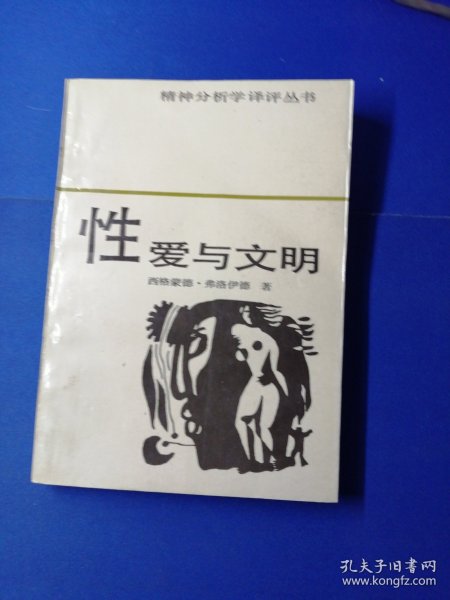 精神分析学译评丛书
性爱与文明
西格蒙德·弗洛伊德 著
孔夫子旧书网
www.kongfz.com